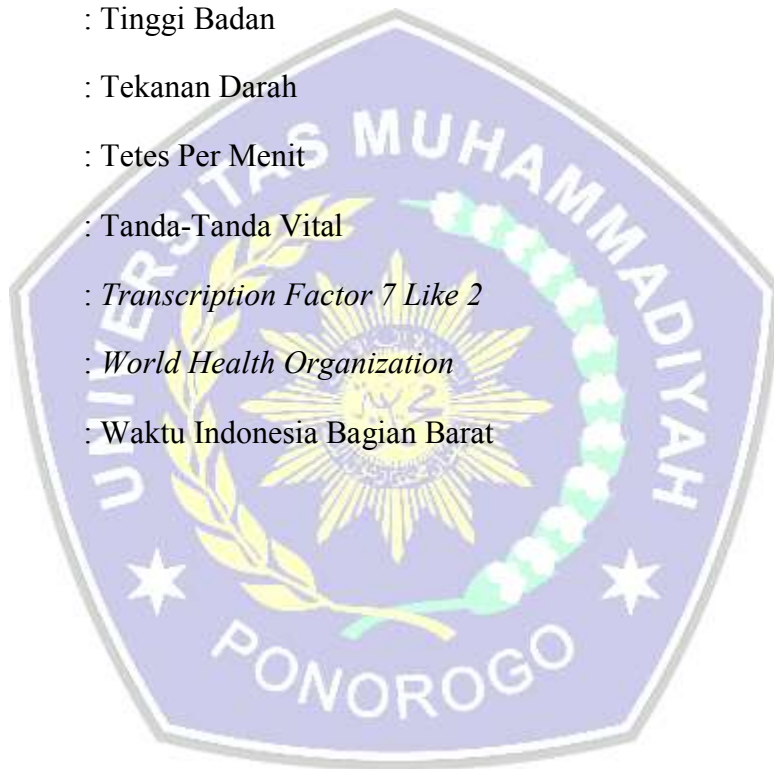 : Tinggi Badan
: Tekanan Darah
: Tetes Per Menit
: Tanda-Tanda Vital
: Transcription Factor 7 Like 2
: World Health Organization
: Waktu Indonesia Bagian Barat
UNIVERSITAS MUHAMMADIYAH
PONOROGO